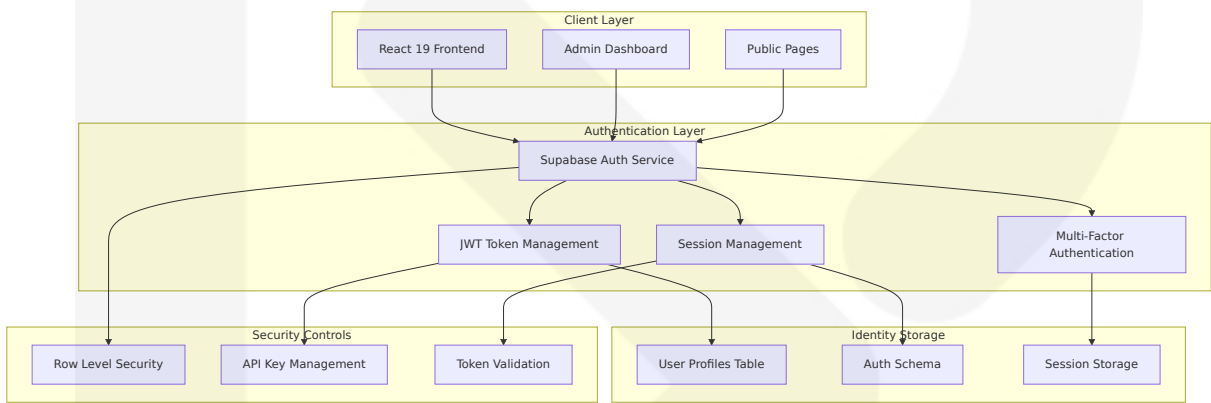 Client Layer
React 19 Frontend
Admin Dashboard
Public Pages
Authentication Layer
Supabase Auth Service
JWT Token Management
Session Management
Multi-Factor
Authentication
Security Controls
Row Level Security
API Key Management
Token Validation
Identity Storage
User Profiles Table
Auth Schema
Session Storage